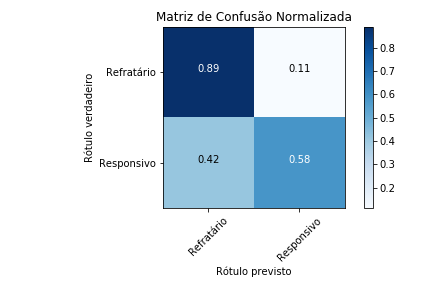 Matriz de Confusão Normalizada
Rótulo verdadeiro
Refratário
Responsivo
0.89
0.11
0.42
0.58
Refratário
Responsivo
Rótulo previsto
0.8
0.7
0.6
0.5
0.4
0.3
0.2